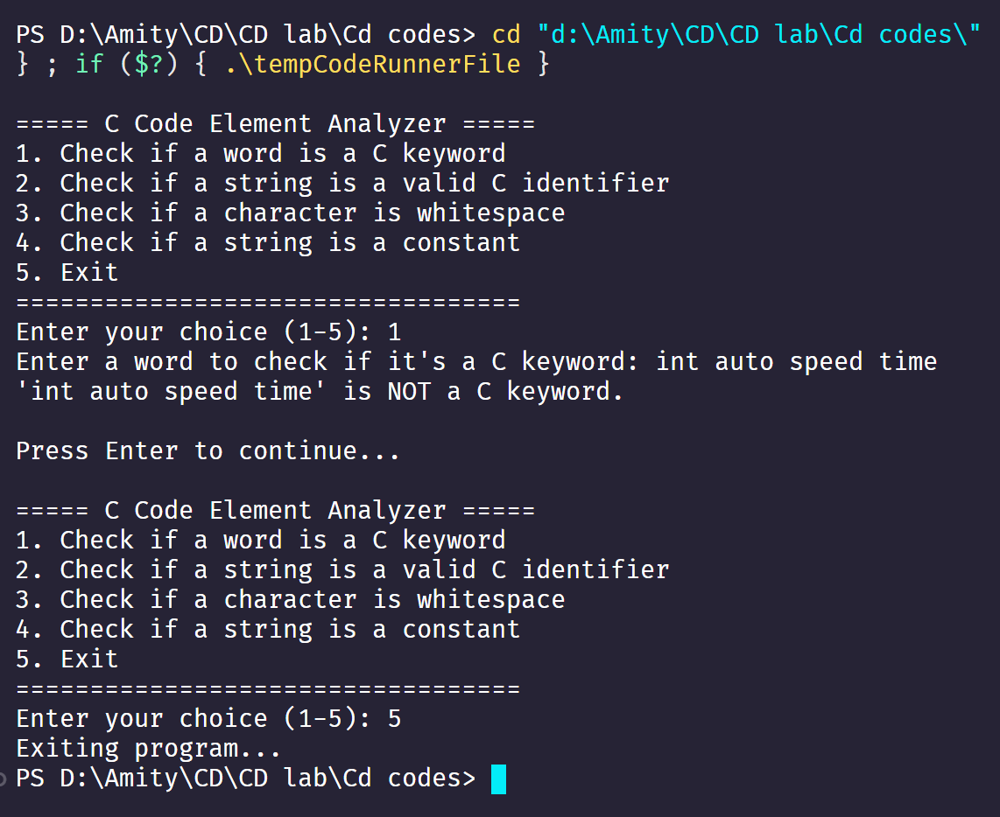 PS D:\Amity\CD\CD lab\Cd codes> cd "d:\Amity\CD\CD lab\Cd codes\"
} ; if ($?) { .\tempCodeRunnerFile }
===== C Code Element Analyzer =====
1. Check if a word is a C keyword
2. Check if a string is a valid C identifier
3. Check if a character is whitespace
4. Check if a string is a constant
5. Exit
==================================
Enter your choice (1-5): 1
Enter a word to check if it's a C keyword: int auto speed time
'int auto speed time' is NOT a C keyword.
Press Enter to continue...
===== C Code Element Analyzer =====
1. Check if a word is a C keyword
2. Check if a string is a valid C identifier
3. Check if a character is whitespace
4. Check if a string is a constant
5. Exit
==================================
Enter your choice (1-5): 5
Exiting program...
PS D:\Amity\CD\CD lab\Cd codes>